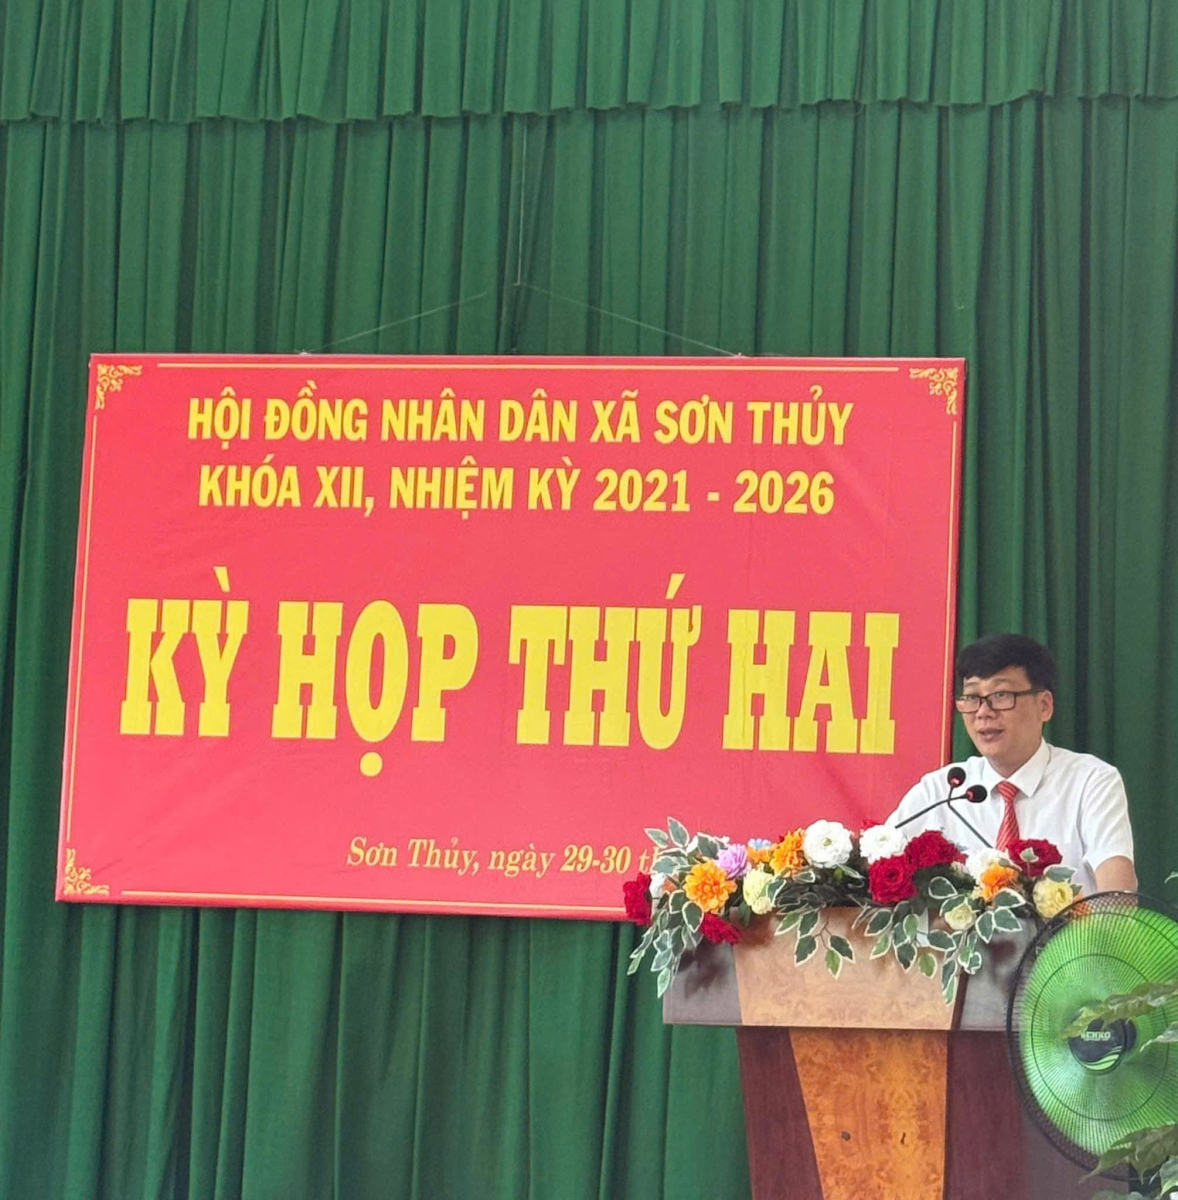 HỘI ĐỒNG NHÂN DÂN XÃ SƠN THỦY
KHÓA XII, NHIỆM KỲ 2021 - 2026
KỲ HỌP THỨ HAI
Sơn Thủy, ngày 29-30